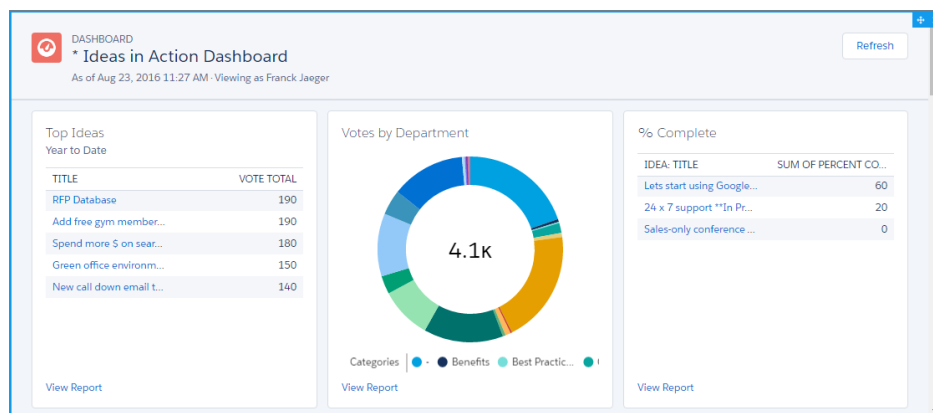 DASHBOARD
* Ideas in Action Dashboard
As of Aug 23, 2016 11:27 AM·Viewing as Franck Jaeger
Refresh
Top Ideas
Year to Date
TITLE VOTE TOTAL
RFP Database 190
Add free gym member... 190
Spend more $ on sear... 180
Green office environm... 150
New call down email t... 140
View Report
Votes by Department
4.1K
Categories - Benefits Best Practic...
View Report
% Complete
IDEA: TITLE SUM OF PERCENT CO...
Lets start using Google... 60
24 x 7 support **In Pr... 20
Sales-only conference ... 0
View Report